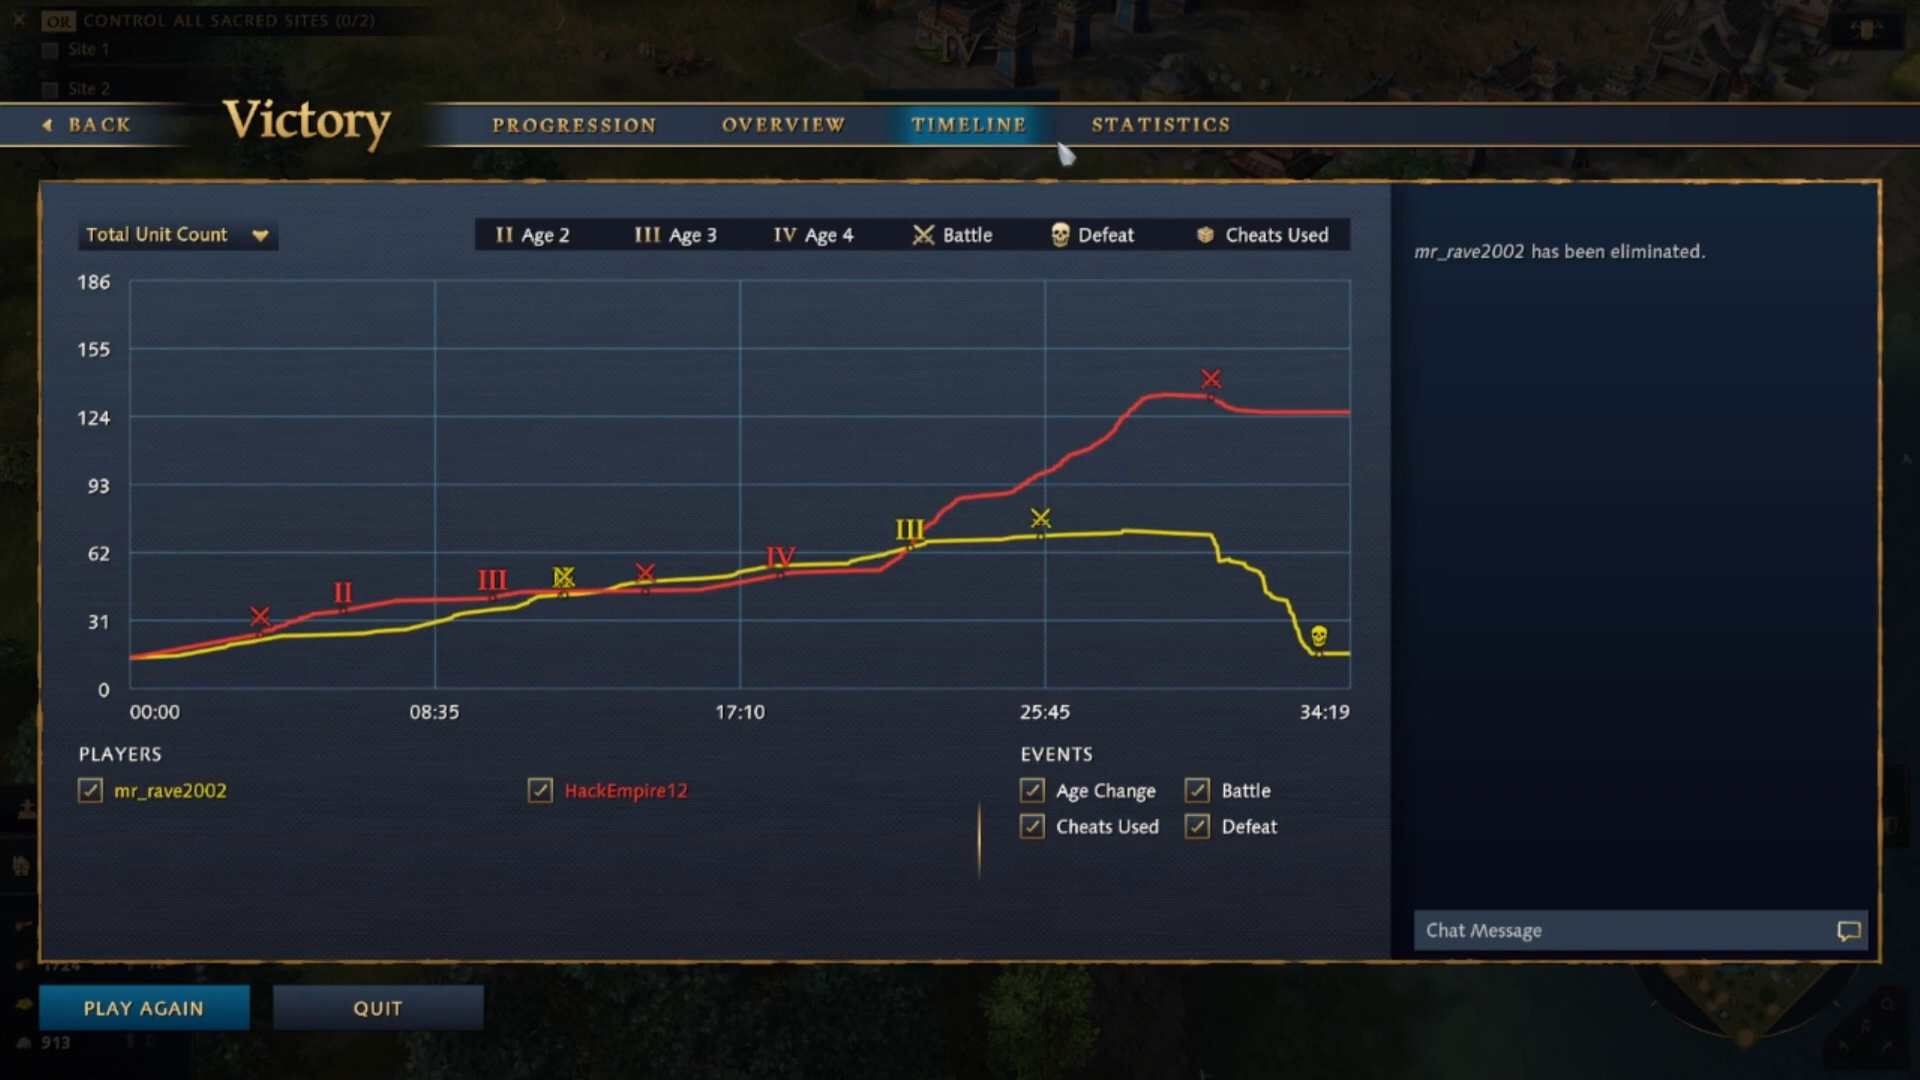 OR CONTROL ALL SACRED SITES (0/2)
Site 1
Site 2
IV
BACK
Victory
PROGRESSION
OVERVIEW
TIMELINE
STATISTICS
Total Unit Count
II Age 2
III Age 3
IV Age 4
Battle
Defeat
Cheats Used
mr_rave2002 has been eliminated.
186
155
124
93
62
31
0
II
III
IV
III
00:00
08:35
17:10
25:45
34:19
PLAYERS
mr_rave2002
HackEmpire12
EVENTS
Age Change
Battle
Cheats Used
Defeat
Chat Message
PLAY AGAIN
QUIT
913